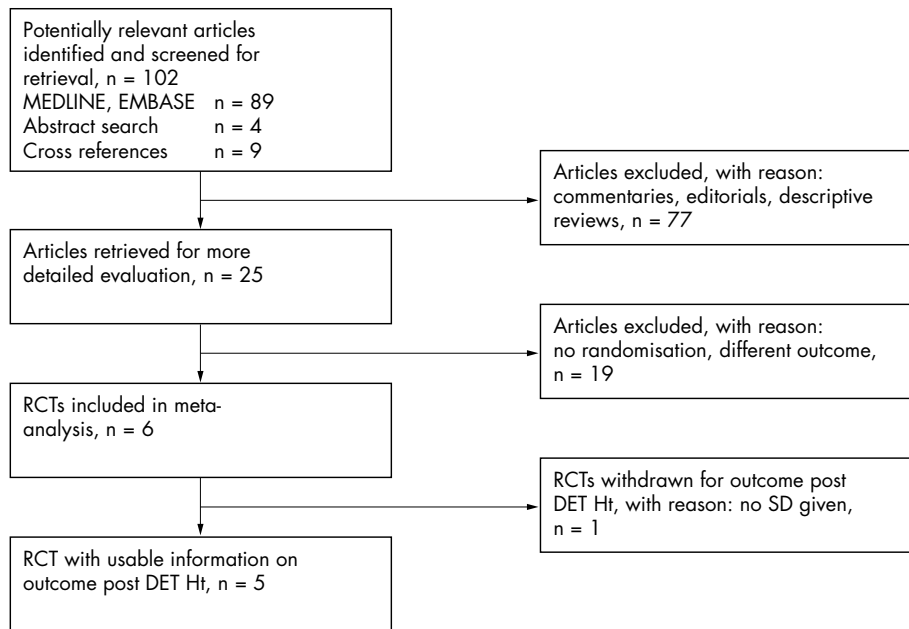 Potentially relevant articles
identified and screened for
retrieval, n = 102
MEDLINE, EMBASE n = 89
Abstract search n = 4
Cross references n = 9
Articles excluded, with reason:
commentaries, editorials, descriptive
reviews, n = 77
Articles retrieved for more
detailed evaluation, n = 25
Articles excluded, with reason:
no randomisation, different outcome,
n = 19
RCTs included in meta-
analysis, n = 6
RCTs withdrawn for outcome post
DET Ht, with reason: no SD given,
n = 1
RCT with usable information on
outcome post DET Ht, n = 5